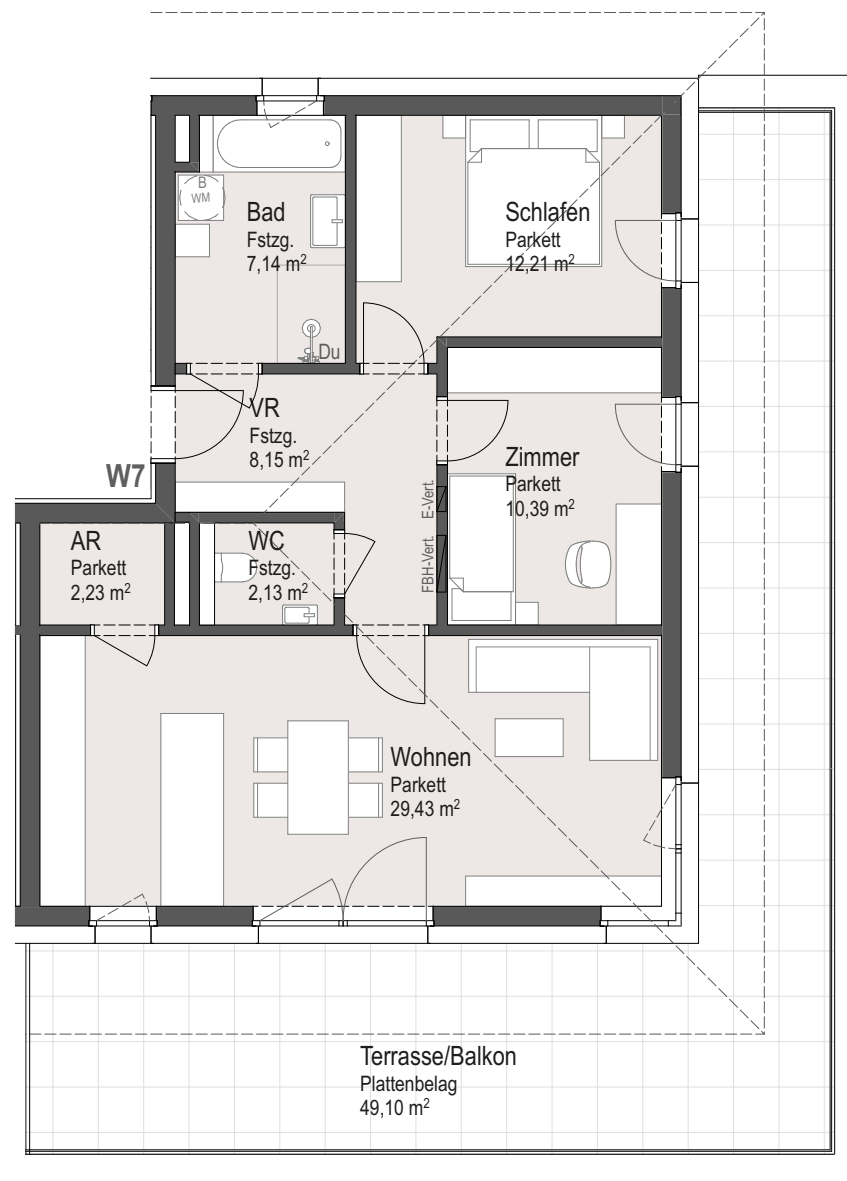 B
WM
Bad
Fstzg.
7,14 m²
Du
Schlafen
Parkett
12,21 m²
VR
Fstzg.
8,15 m²
W7
Zimmer
Parkett
10,39 m²
E-Vert.
FBH-Vert.
AR
Parkett
2,23 m²
WC
Fstzg.
2,13 m²
Wohnen
Parkett
29,43 m²
Terrasse/Balkon
Plattenbelag
49,10 m²